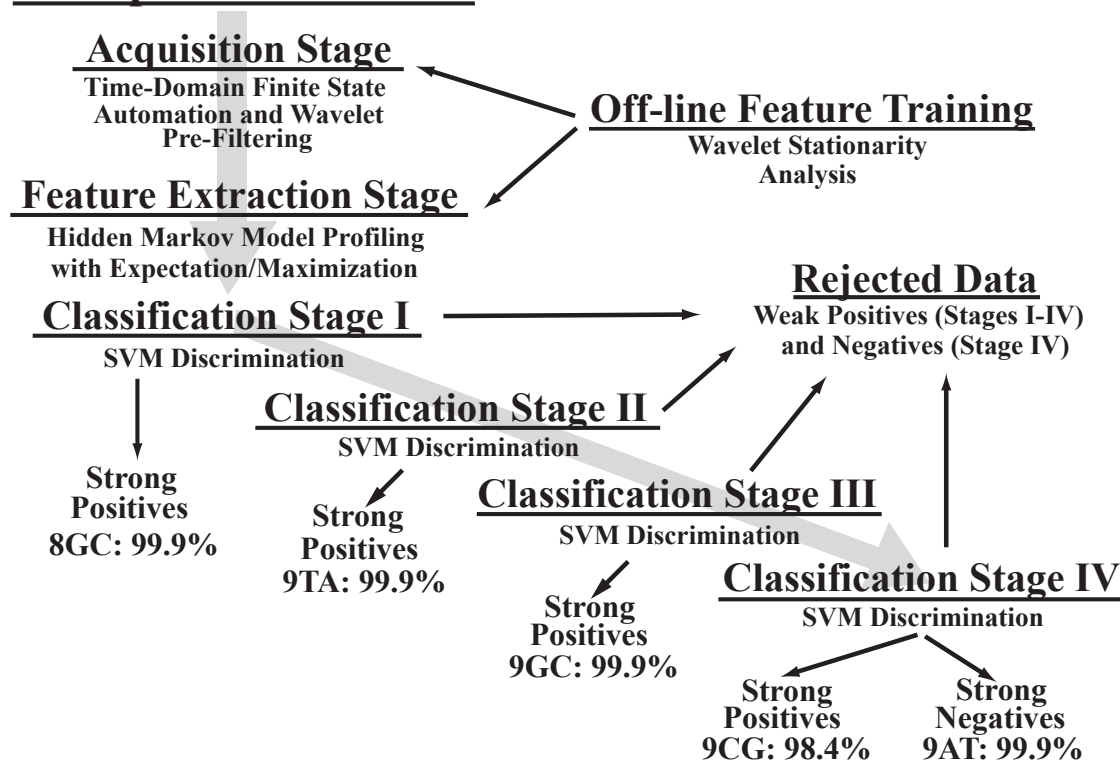 Acquisition Stage
Time-Domain Finite State
Automation and Wavelet
Pre-Filtering
Off-line Feature Training
Wavelet Stationarity
Analysis
Feature Extraction Stage
Hidden Markov Model Profiling
with Expectation/Maximization
Rejected Data
Weak Positives (Stages I-IV)
and Negatives (Stage IV)
Classification Stage I
SVM Discrimination
Strong
Positives
8GC: 99.9%
Classification Stage II
SVM Discrimination
Strong
Positives
9TA: 99.9%
Classification Stage III
SVM Discrimination
Strong
Positives
9GC: 99.9%
Classification Stage IV
SVM Discrimination
Strong
Positives
9CG: 98.4%
Strong
Negatives
9AT: 99.9%